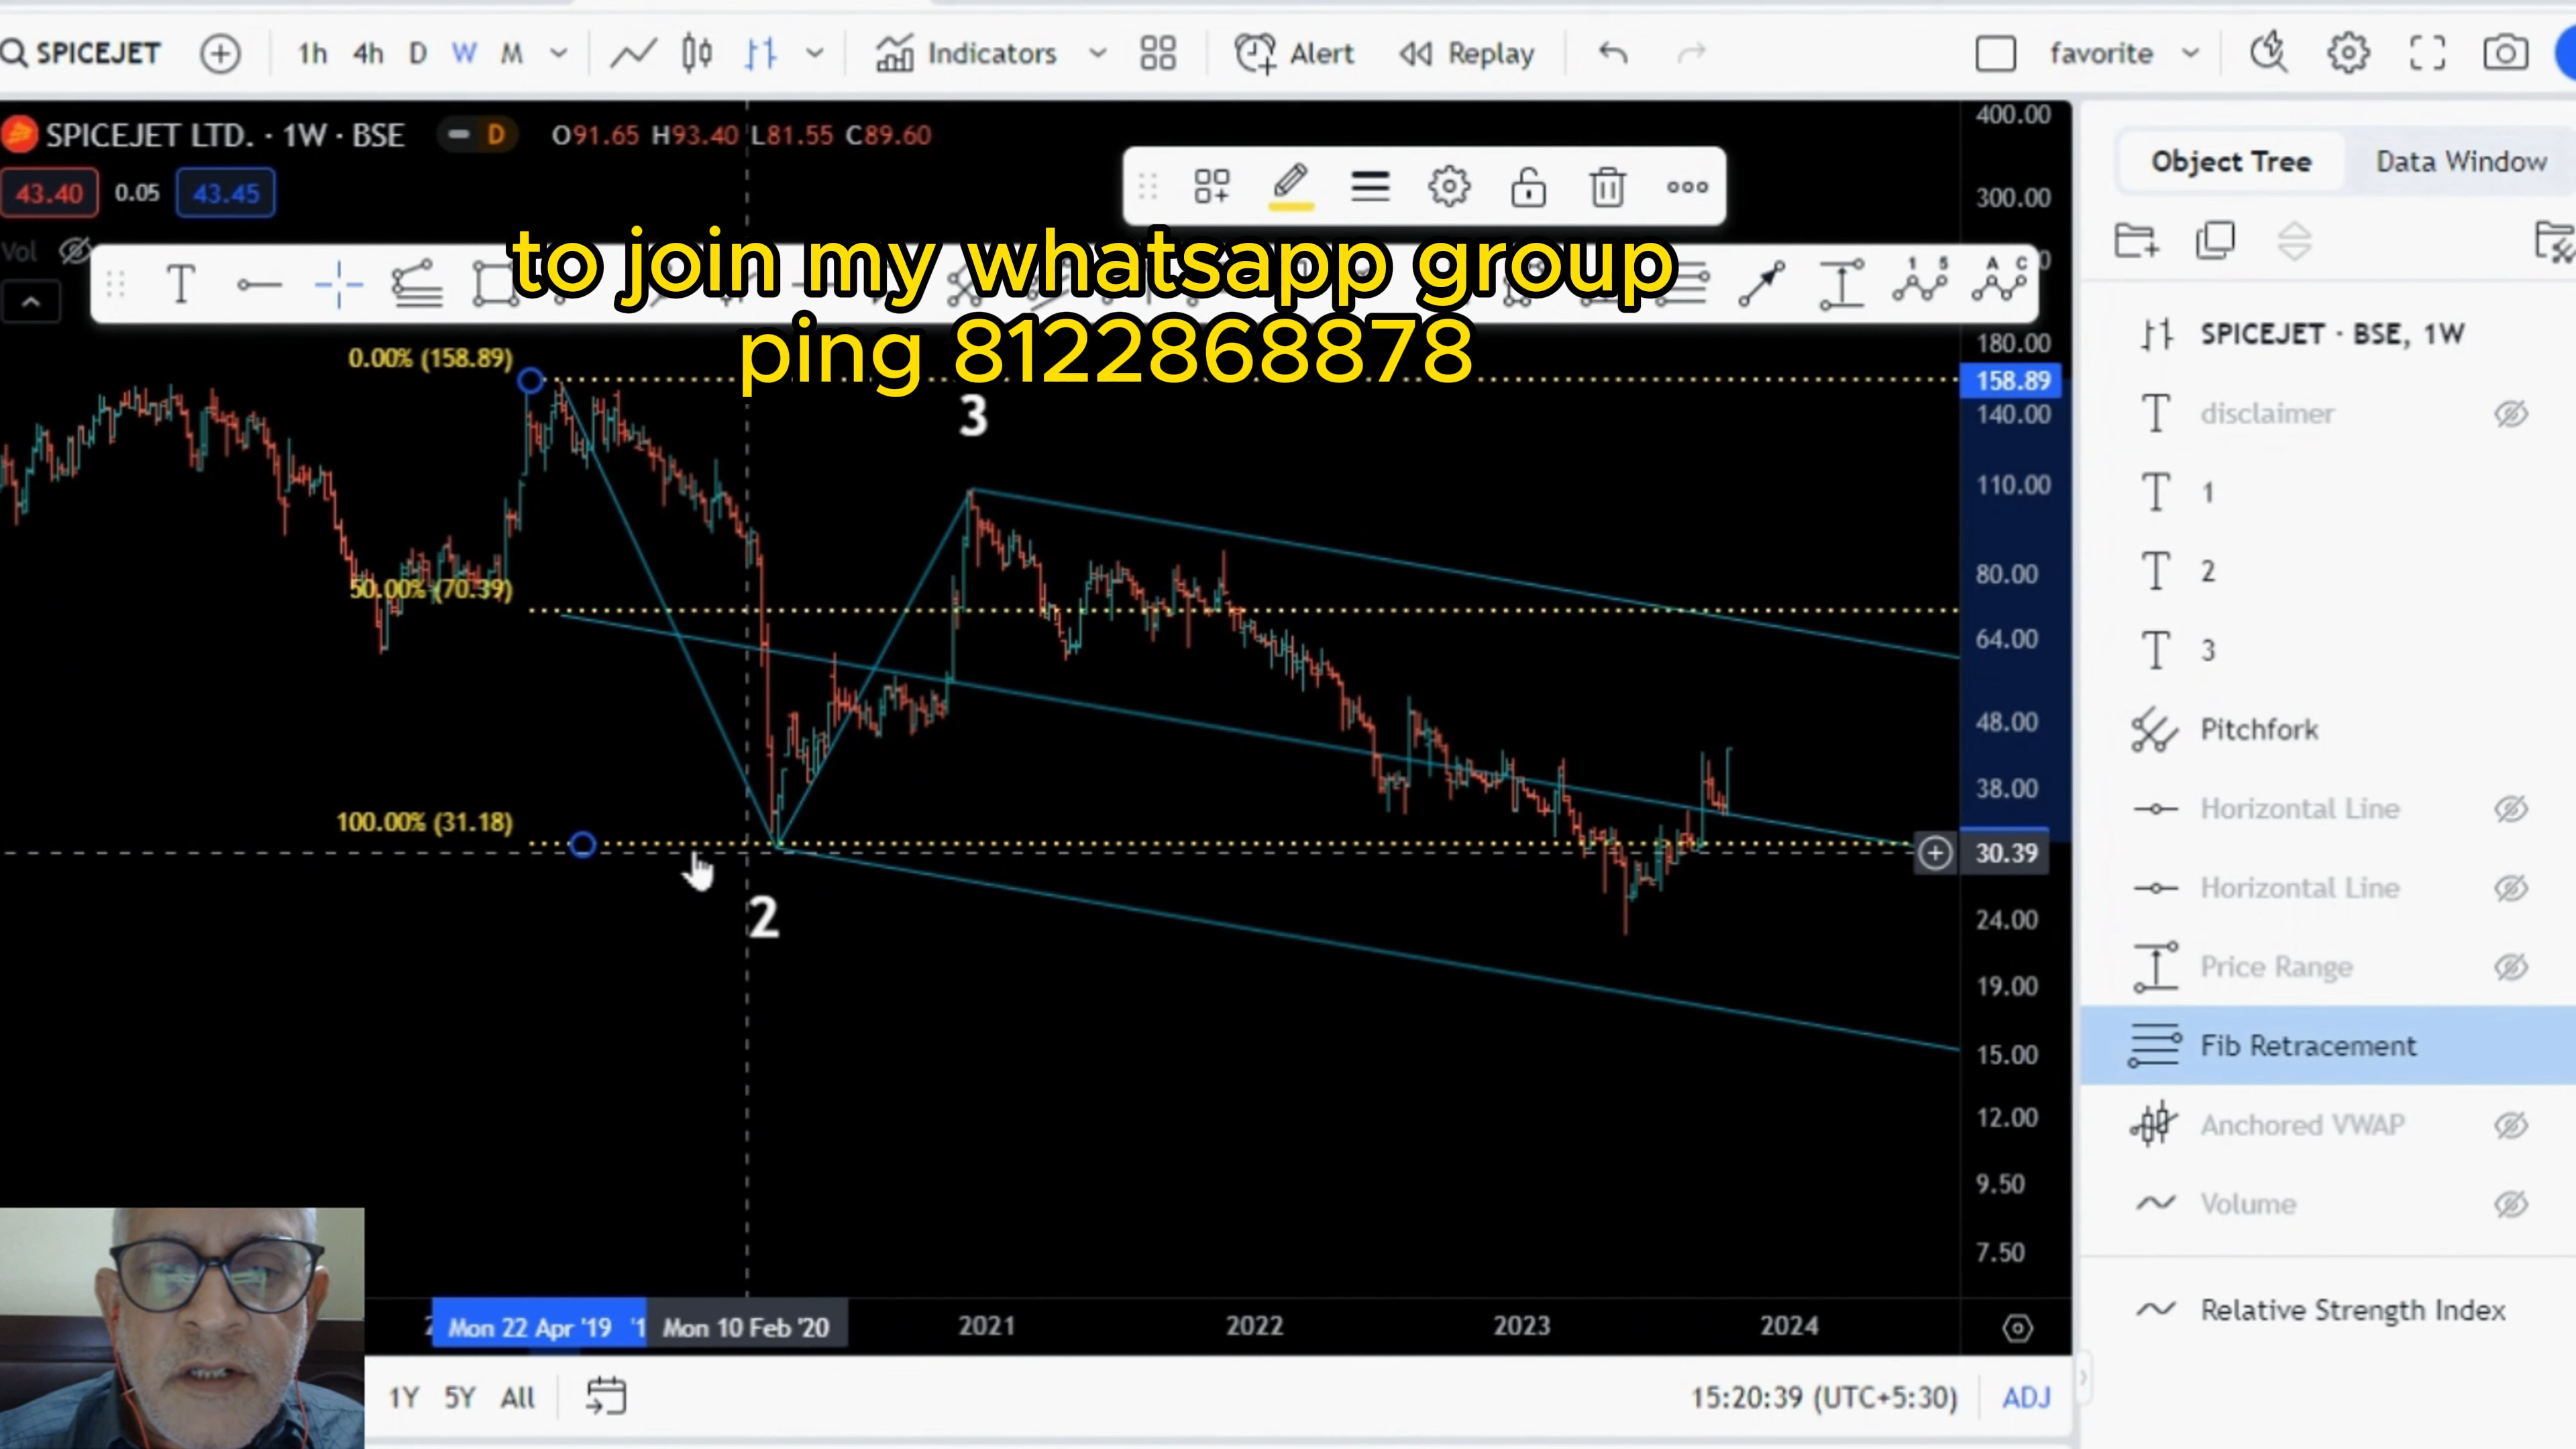 SPICEJET 1h 4h D W M Indicators Alert Replay favorite
SPICEJET LTD. · 1W · BSE D O91.65 H93.40 L81.55 C89.60
43.40 0.05 43.45
Vol
to join my whatsapp group
ping 8122868878
0.00% (158.89)
50.00% (70.39)
100.00% (31.18)
3
2
400.00
300.00
180.00
158.89
140.00
110.00
80.00
64.00
48.00
38.00
30.39
24.00
19.00
15.00
12.00
9.50
7.50
Mon 22 Apr '19 '1 Mon 10 Feb '20 2021 2022 2023 2024
1Y 5Y All 15:20:39 (UTC+5:30) ADJ
Object Tree Data Window
SPICEJET · BSE, 1W
disclaimer
1
2
3
Pitchfork
Horizontal Line
Horizontal Line
Price Range
Fib Retracement
Anchored VWAP
Volume
Relative Strength Index